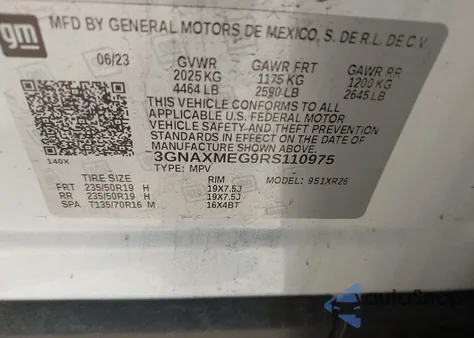 gm
MFD BY GENERAL MOTORS DE MEXICO, S. DE R.L. DE C.V.
06/23 GVWR GAWR FRT GAWR RR
2025 KG 1175 KG 1200 KG
4464 LB 2590 LB 2645 LB
THIS VEHICLE CONFORMS TO ALL
APPLICABLE U.S. FEDERAL MOTOR
VEHICLE SAFETY AND THEFT PREVENTION
STANDARDS IN EFFECT ON THE DATE OF
MANUFACTURE SHOWN ABOVE.
140X 3GNAXMEG9RS110975
TYPE: MPV MODEL: 951XR26
TIRE SIZE RIM
FRT 235/50R19 H 19X7.5J
RR 235/50R19 H 19X7.5J
SPA T135/70R16 M 16X4BT
iautoSnap